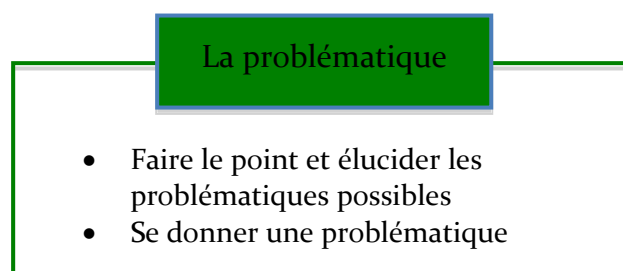 La problématique
• Faire le point et élucider les
problématiques possibles
• Se donner une problématique